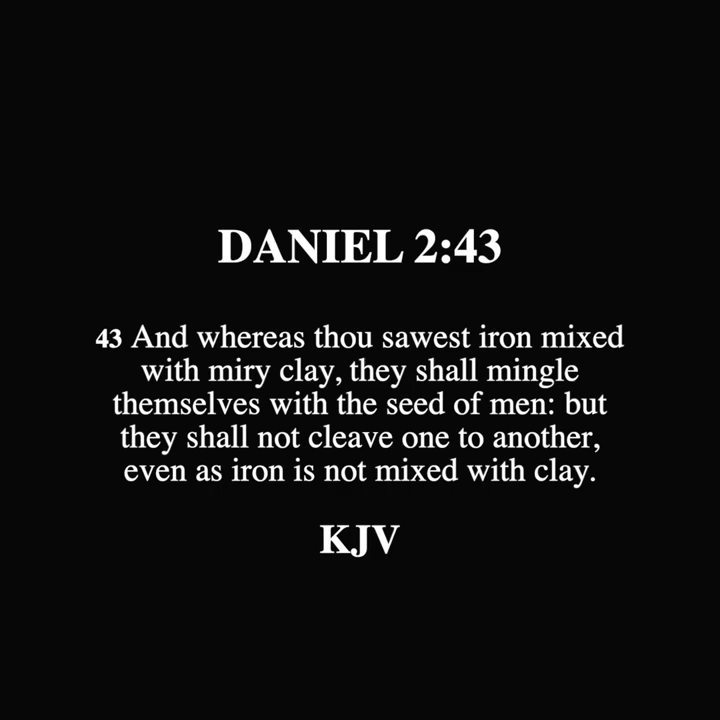 DANIEL 2:43
43 And whereas thou sawest iron mixed
with miry clay, they shall mingle
themselves with the seed of men: but
they shall not cleave one to another,
even as iron is not mixed with clay.
KJV